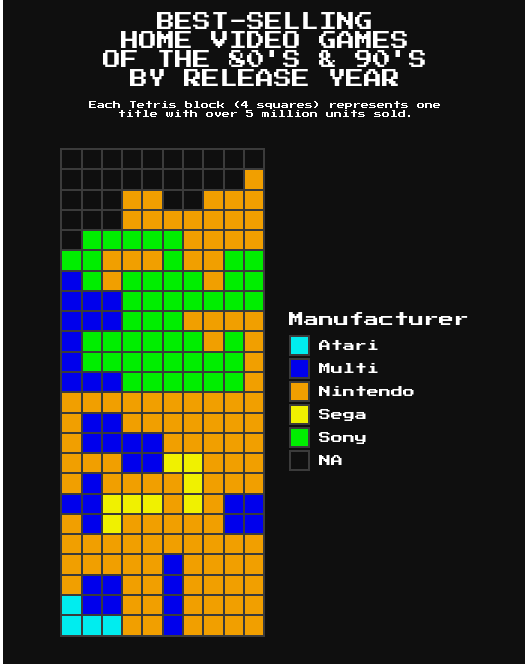 BEST-SELLING
HOME VIDEO GAMES
OF THE 80'S & 90'S
BY RELEASE YEAR
Each Tetris block (4 squares) represents one
title with over 5 million units sold.
Manufacturer
Atari
Multi
Nintendo
Sega
Sony
NA